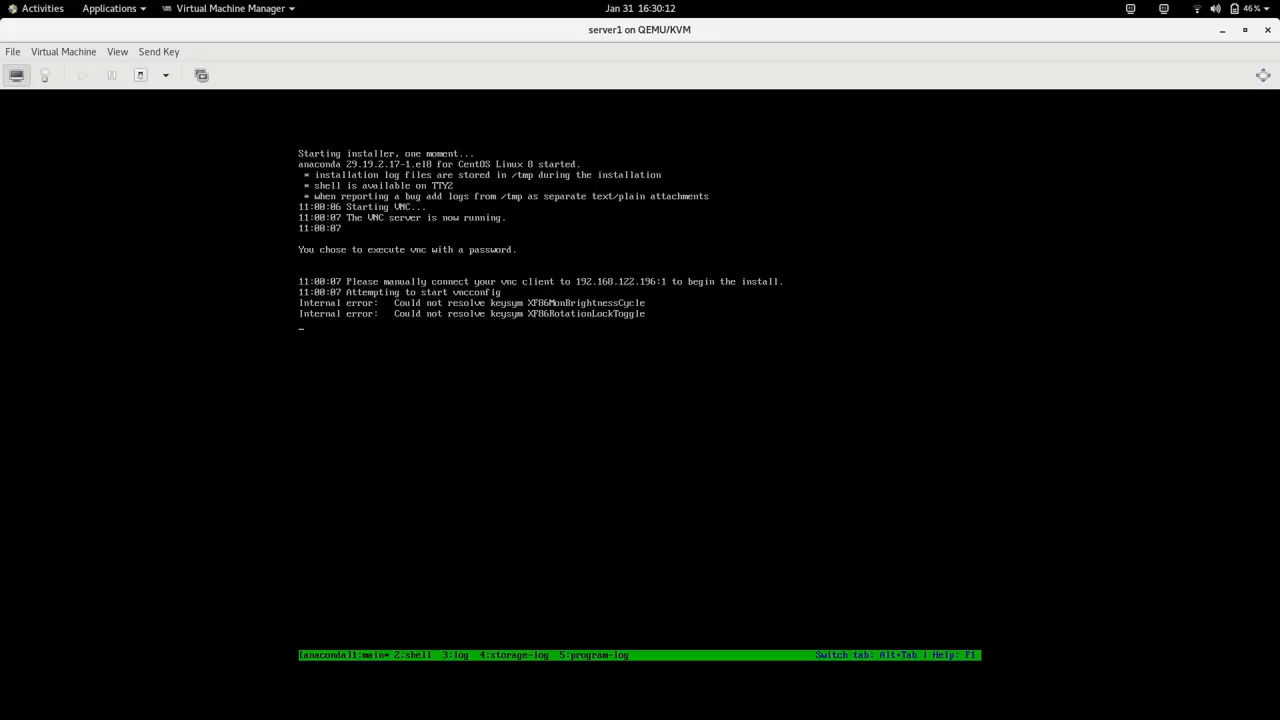 Activities Applications Virtual Machine Manager Jan 31 16:30:12 46%
server1 on QEMU/KVM
File Virtual Machine View Send Key
Starting installer, one moment...
anaconda 29.19.2.17-1.el8 for CentOS Linux 8 started.
* installation log files are stored in /tmp during the installation
* shell is available on TTY2
* when reporting a bug add logs from /tmp as separate text/plain attachments
11:00:06 Starting VNC...
11:00:07 The VNC server is now running.
11:00:07
You chose to execute vnc with a password.
11:00:07 Please manually connect your vnc client to 192.168.122.196:1 to begin the install.
11:00:07 Attempting to start vncconfig
Internal error:   Could not resolve keysym XF86MonBrightnessCycle
Internal error:   Could not resolve keysym XF86RotationLockToggle
[anaconda]1:main* 2:shell  3:log  4:storage-log  5:program-log Switch tab: Alt+Tab | Help: F1